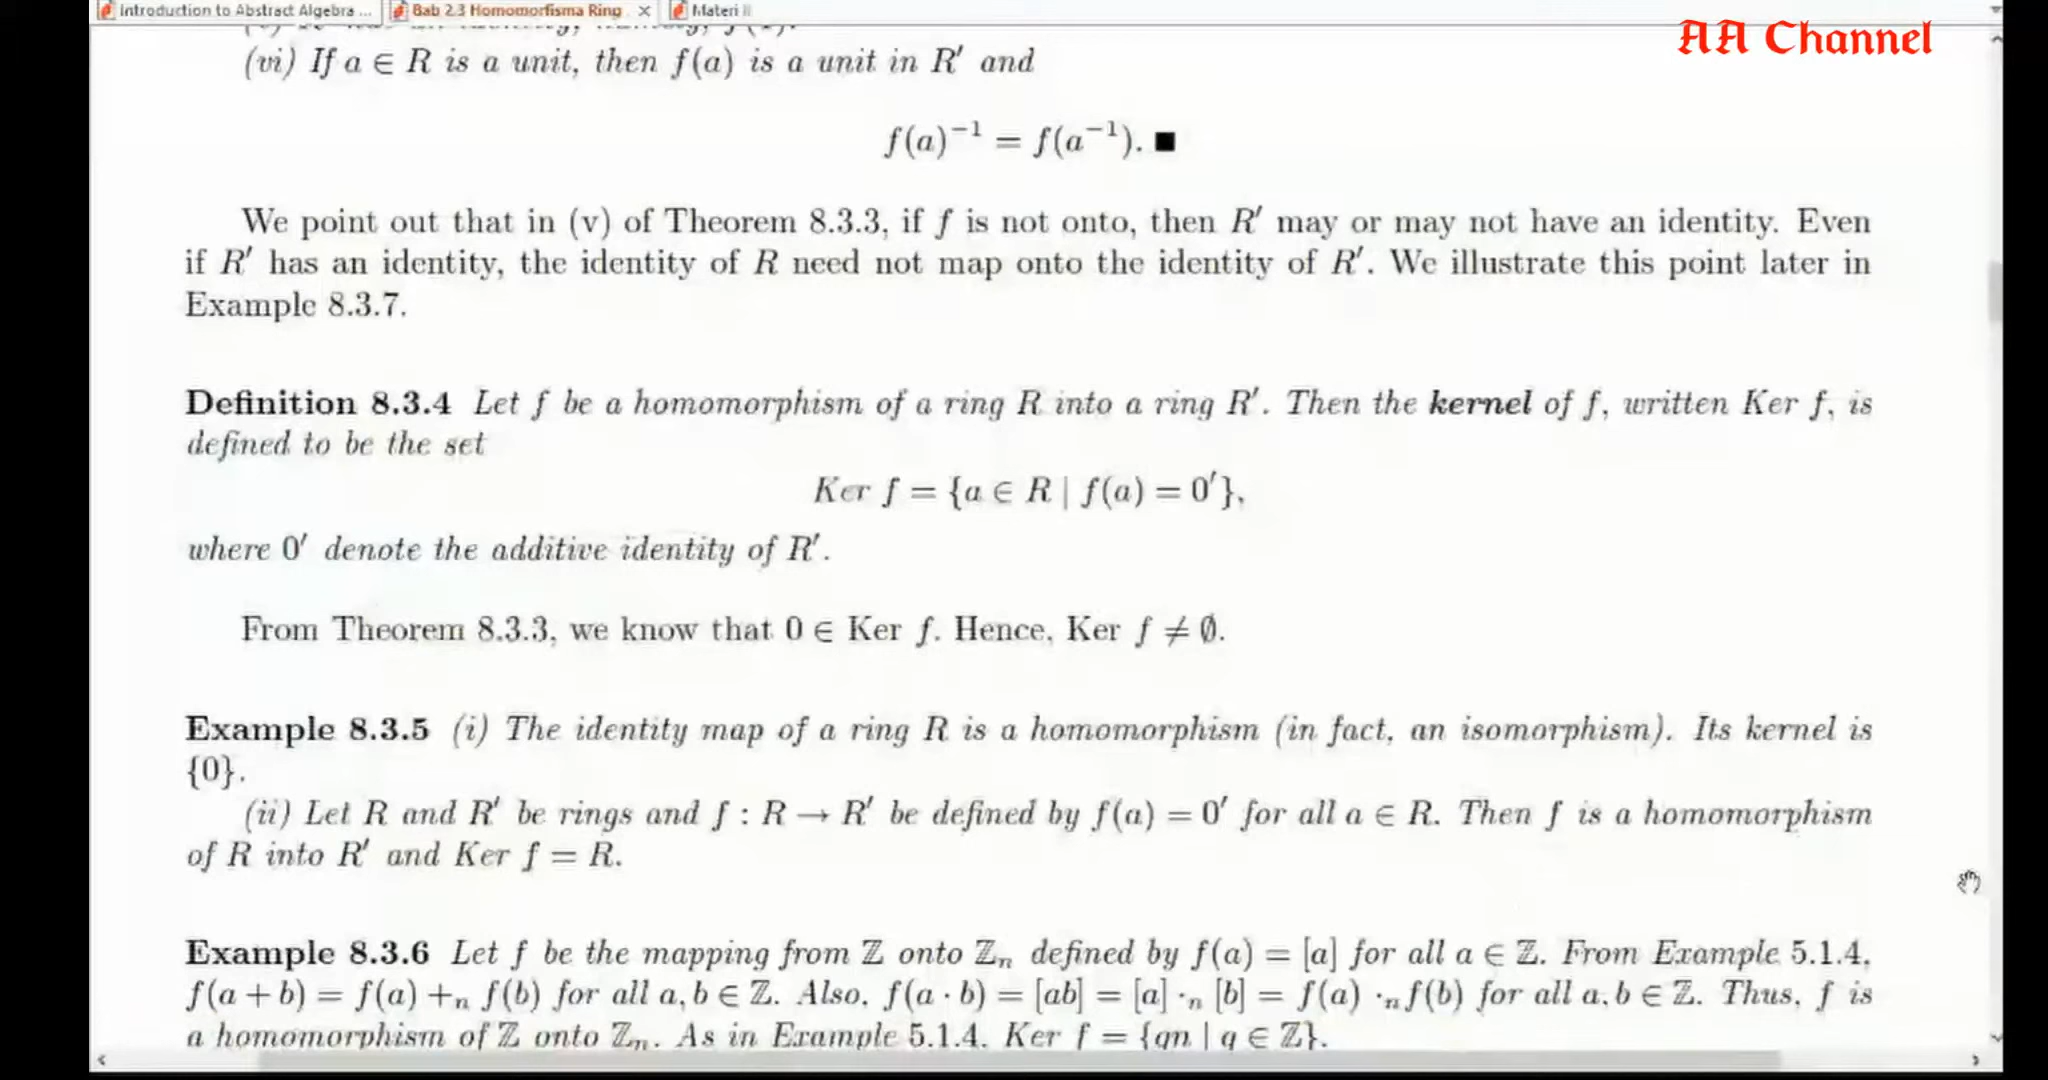 Introduction to Abstract Algebra ... Bab 2.3 Homomorfisma Ring × Materi II
AA Channel
(vi) If a ∈ R is a unit, then f(a) is a unit in R′ and
f(a)⁻¹ = f(a⁻¹). ■
We point out that in (v) of Theorem 8.3.3, if f is not onto, then R′ may or may not have an identity. Even
if R′ has an identity, the identity of R need not map onto the identity of R′. We illustrate this point later in
Example 8.3.7.
Definition 8.3.4 Let f be a homomorphism of a ring R into a ring R′. Then the kernel of f, written Ker f, is
defined to be the set
Ker f = {a ∈ R | f(a) = 0′},
where 0′ denote the additive identity of R′.
From Theorem 8.3.3, we know that 0 ∈ Ker f. Hence, Ker f ≠ ∅.
Example 8.3.5 (i) The identity map of a ring R is a homomorphism (in fact, an isomorphism). Its kernel is
{0}.
(ii) Let R and R′ be rings and f : R → R′ be defined by f(a) = 0′ for all a ∈ R. Then f is a homomorphism
of R into R′ and Ker f = R.
Example 8.3.6 Let f be the mapping from ℤ onto ℤₙ defined by f(a) = [a] for all a ∈ ℤ. From Example 5.1.4,
f(a + b) = f(a) +ₙ f(b) for all a, b ∈ ℤ. Also, f(a · b) = [ab] = [a] ·ₙ [b] = f(a) ·ₙ f(b) for all a, b ∈ ℤ. Thus, f is
a homomorphism of ℤ onto ℤₙ. As in Example 5.1.4, Ker f = {qn | q ∈ ℤ}.